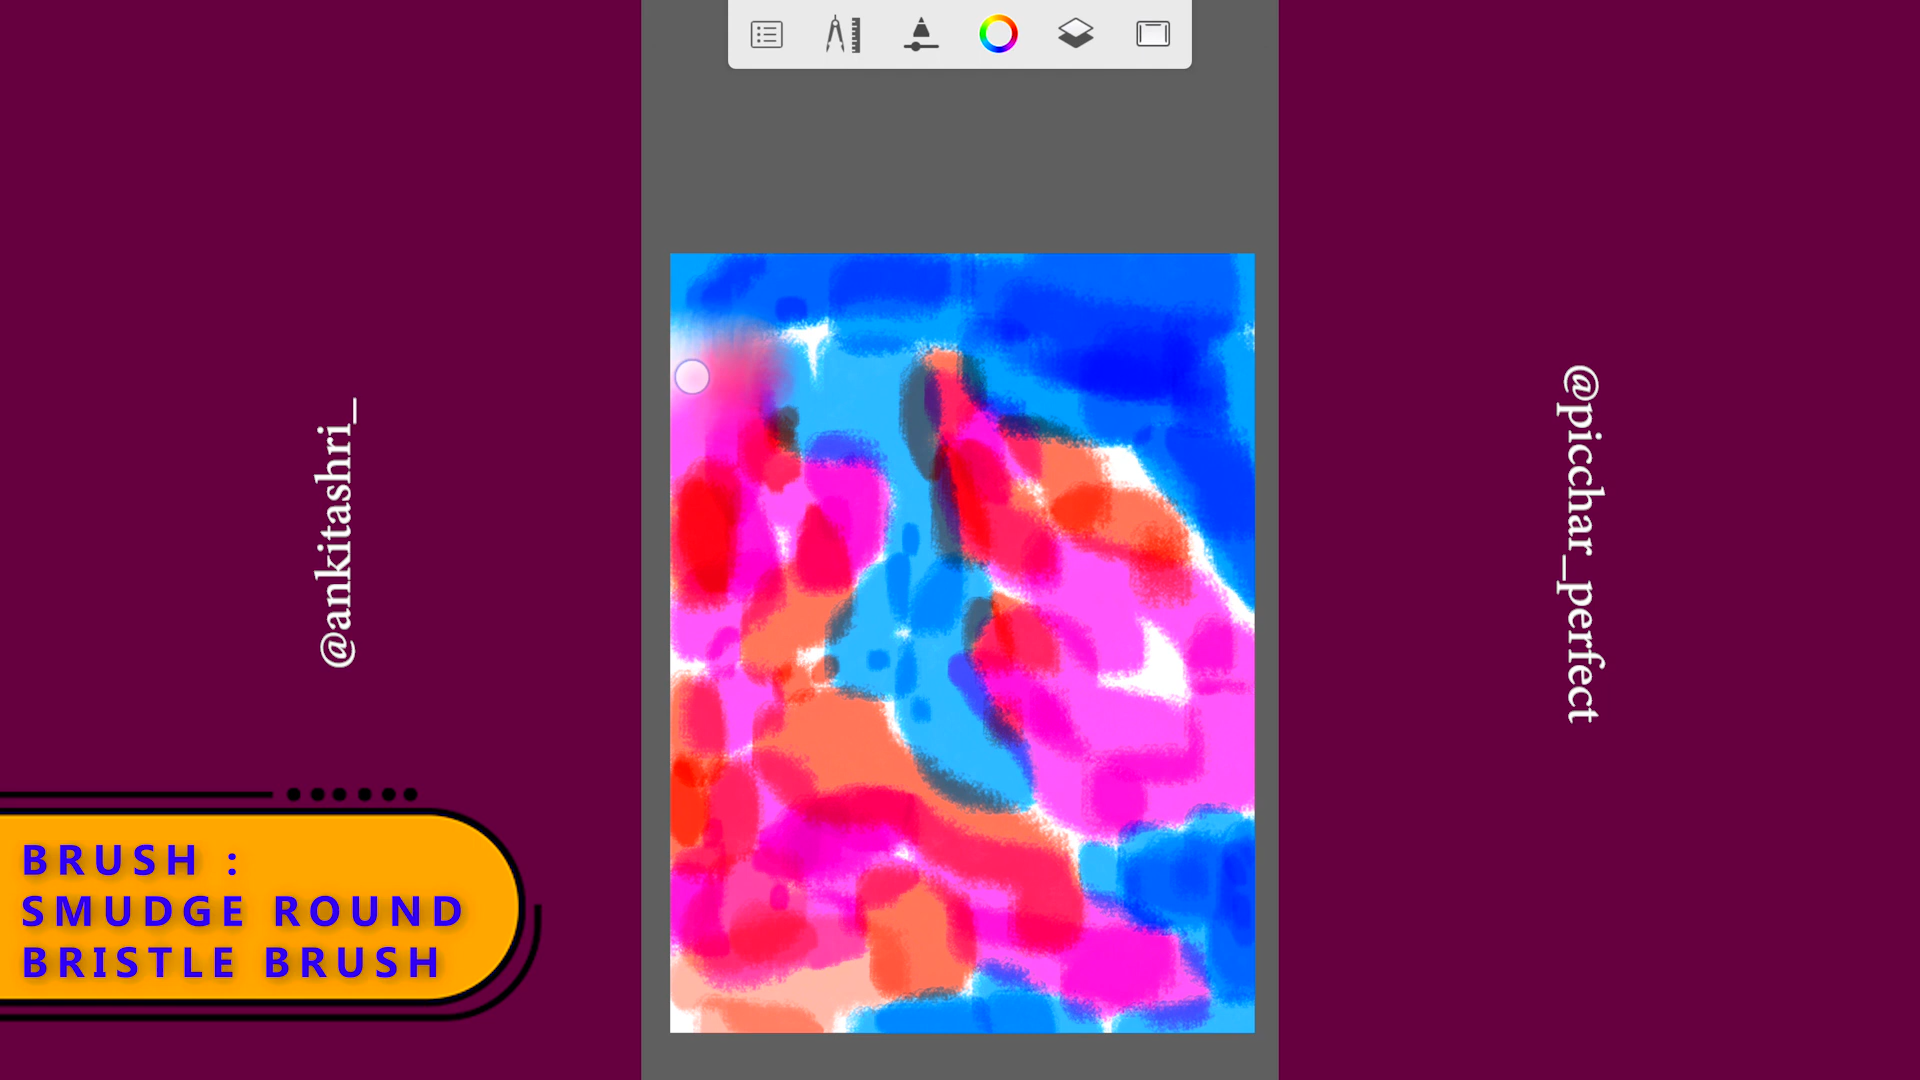 @ankitashri_
@picchar_perfect
BRUSH :
SMUDGE ROUND
BRISTLE BRUSH